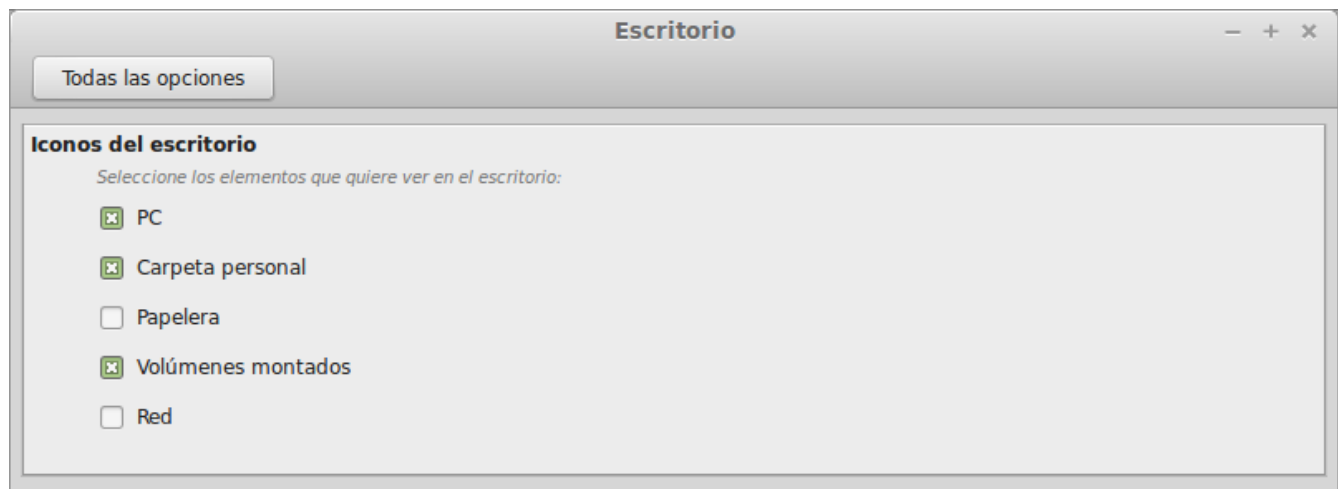 Escritorio
Todas las opciones
Iconos del escritorio
Seleccione los elementos que quiere ver en el escritorio:
PC
Carpeta personal
Papelera
Volúmenes montados
Red